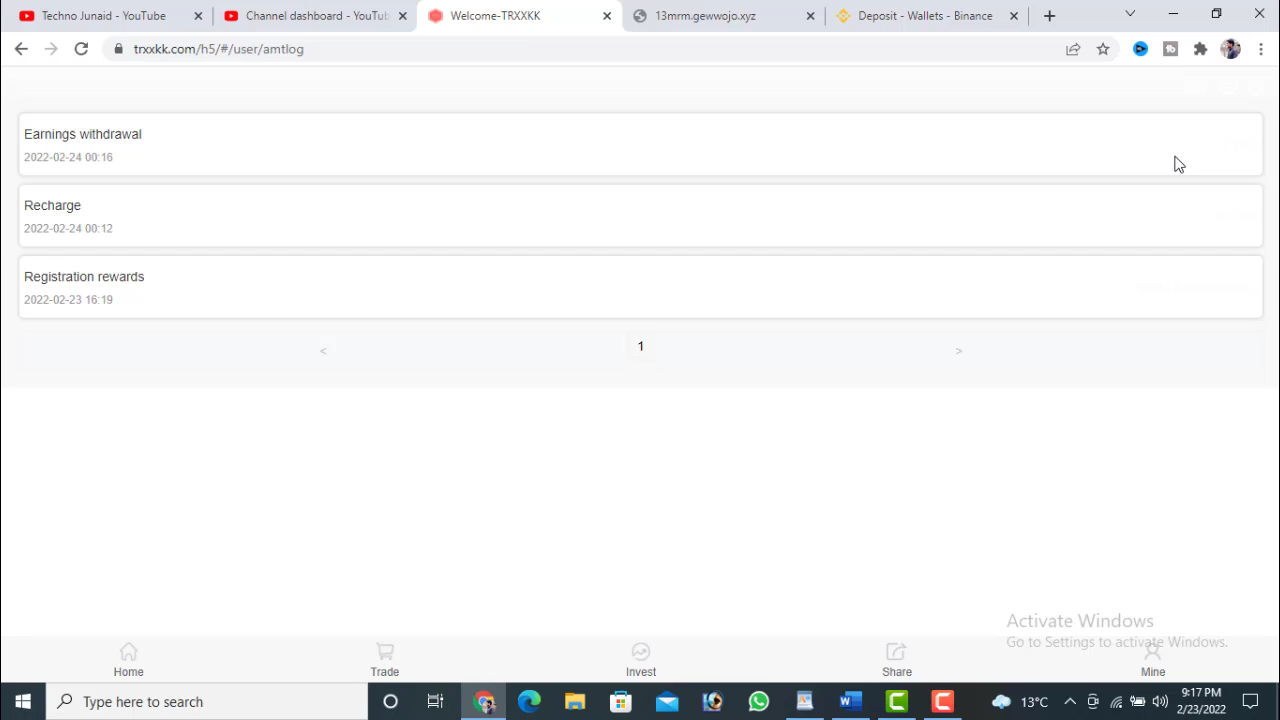 Techno Junaid - YouTube
Channel dashboard - YouTub
Welcome-TRXXKK
13mrm.gewwojo.xyz
Deposit - Wallets - Binance
trxxkk.com/h5/#/user/amtlog
Earnings withdrawal
2022-02-24 00:16
Recharge
2022-02-24 00:12
Registration rewards
2022-02-23 16:19
< 1 >
Activate Windows
Go to Settings to activate Windows.
Home
Trade
Invest
Share
Mine
Type here to search
13°C
9:17 PM
2/23/2022